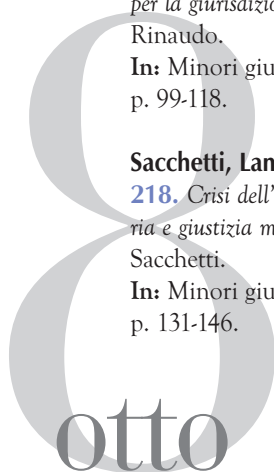 per la giurisdizio
Rinaudo.
In: Minori giu
p. 99-118.
Sacchetti, Lan
218. Crisi dell'
ria e giustizia m
Sacchetti.
In: Minori giu
p. 131-146.
8
otto